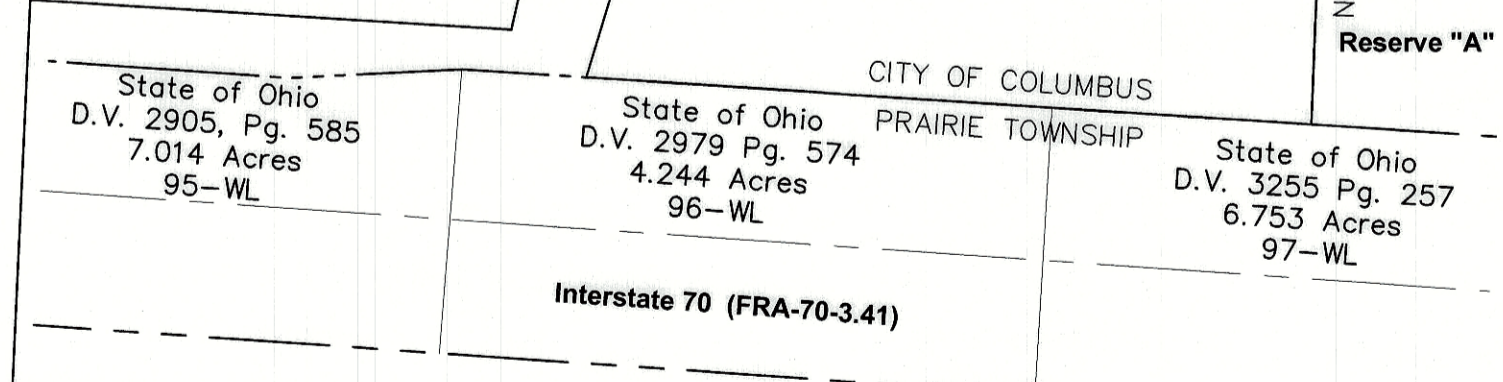 Z
Reserve "A"
CITY OF COLUMBUS
PRAIRIE TOWNSHIP
State of Ohio
D.V. 2905, Pg. 585
7.014 Acres
95-WL
State of Ohio
D.V. 2979 Pg. 574
4.244 Acres
96-WL
State of Ohio
D.V. 3255 Pg. 257
6.753 Acres
97-WL
Interstate 70 (FRA-70-3.41)